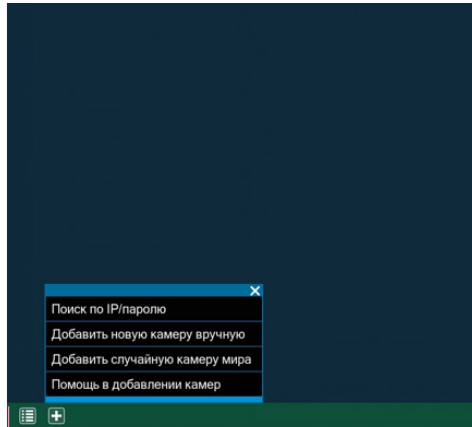 Поиск по IP/паролю
Добавить новую камеру вручную
Добавить случайную камеру мира
Помощь в добавлении камер